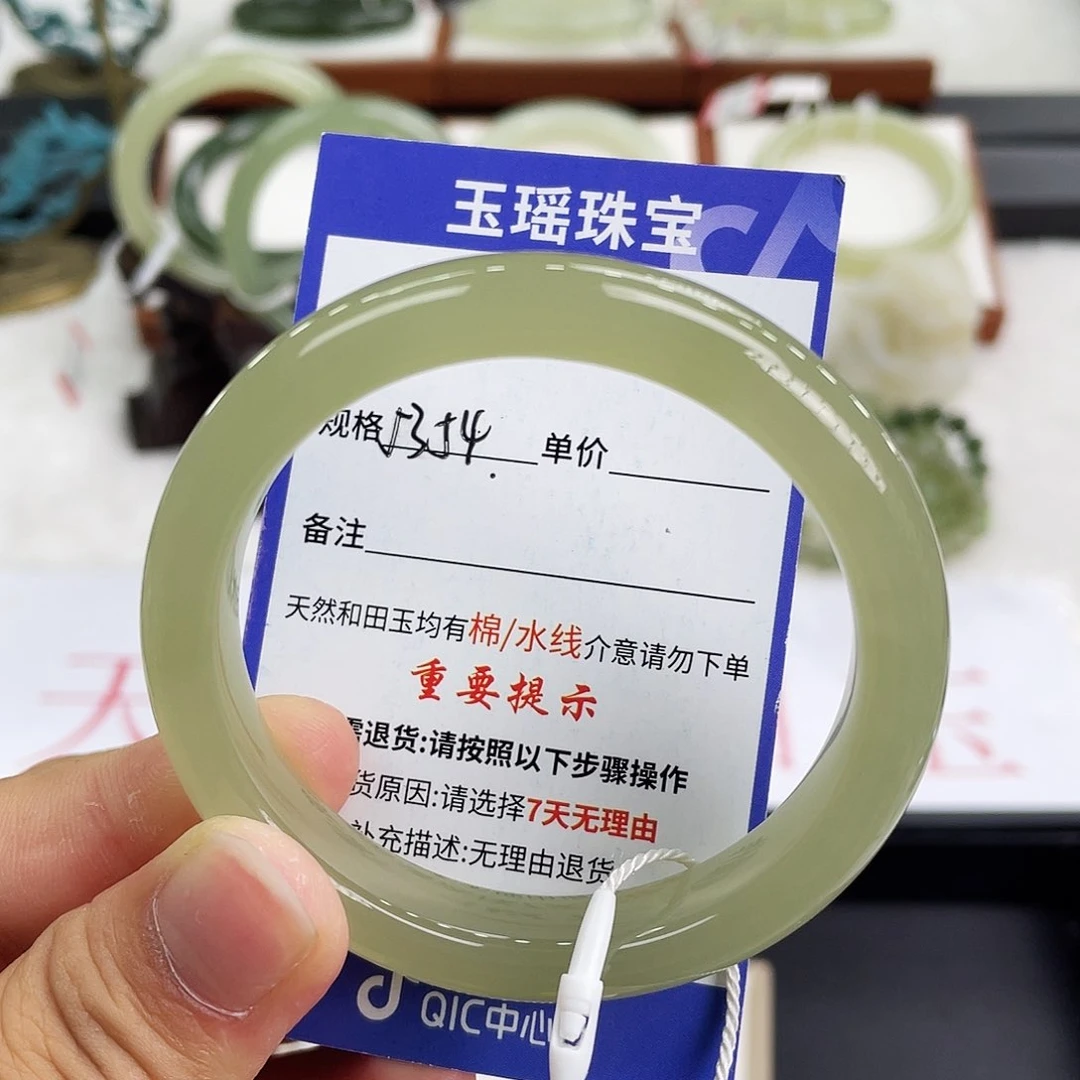 玉瑶珠宝
规格 5354 单价
备注
天然和田玉均有棉/水线介意请勿下单
重要提示
需退货:请按照以下步骤操作
货原因:请选择7天无理由
补充描述:无理由退货
QIC中心